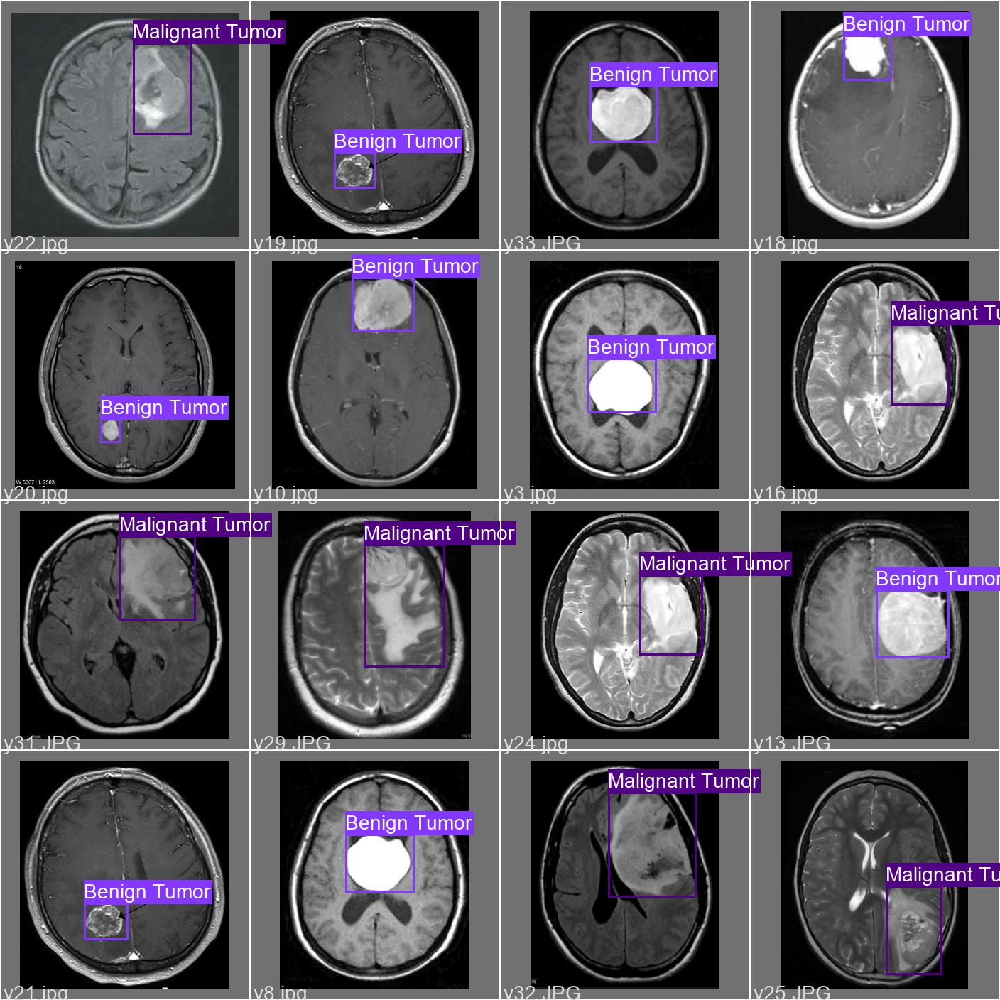 Malignant Tumor
Benign Tumor
Benign Tumor
Benign Tumor
y22.jpg
y19.jpg
y33.JPG
y18.jpg
18
Benign Tumor
Benign Tumor
Benign Tumor
Malignant Tu
W 5007 : L 2503
y20.jpg
y10.jpg
y3.jpg
y16.jpg
Malignant Tumor
Malignant Tumor
Malignant Tumor
Benign Tumor
y31.JPG
y29.JPG
y24.jpg
y13.JPG
Benign Tumor
Benign Tumor
Malignant Tumor
Malignant Tu
y21.jpg
y8.jpg
y32.JPG
y25.JPG